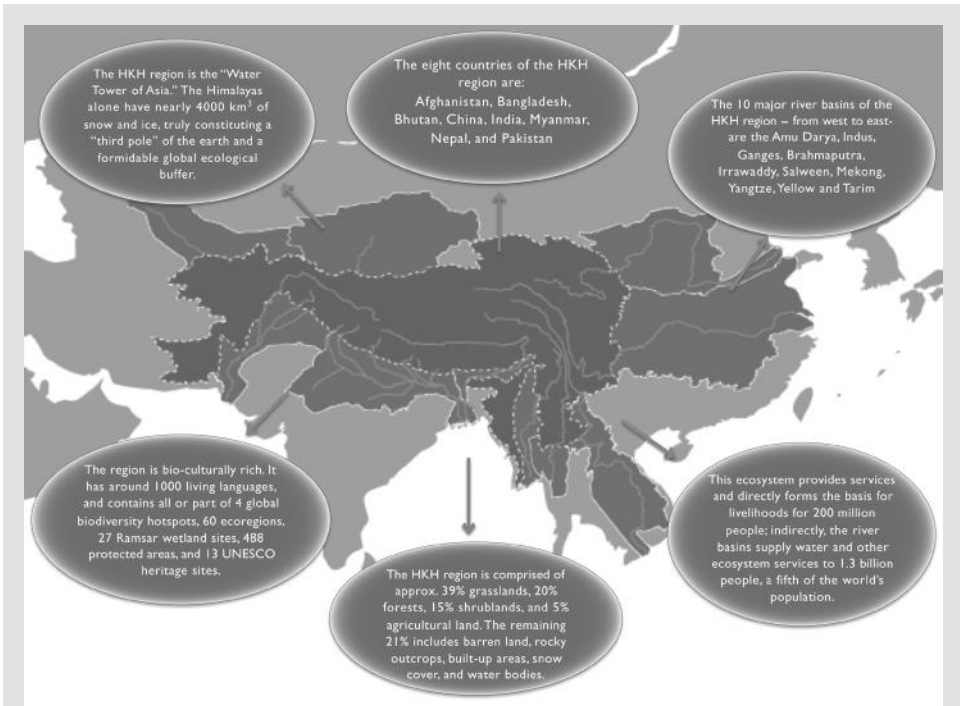 The HKH region is the "Water
Tower of Asia." The Himalayas
alone have nearly 4000 km³ of
snow and ice, truly constituting a
"third pole" of the earth and a
formidable global ecological
buffer.
The eight countries of the HKH
region are:
Afghanistan, Bangladesh,
Bhutan, China, India, Myanmar,
Nepal, and Pakistan
The 10 major river basins of the
HKH region – from west to east-
are the Amu Darya, Indus,
Ganges, Brahmaputra,
Irrawaddy, Salween, Mekong,
Yangtze, Yellow and Tarim
The region is bio-culturally rich. It
has around 1000 living languages,
and contains all or part of 4 global
biodiversity hotspots, 60 ecoregions,
27 Ramsar wetland sites, 488
protected areas, and 13 UNESCO
heritage sites.
The HKH region is comprised of
approx. 39% grasslands, 20%
forests, 15% shrublands, and 5%
agricultural land. The remaining
21% includes barren land, rocky
outcrops, built-up areas, snow
cover, and water bodies.
This ecosystem provides services
and directly forms the basis for
livelihoods for 200 million
people; indirectly, the river
basins supply water and other
ecosystem services to 1.3 billion
people, a fifth of the world's
population.